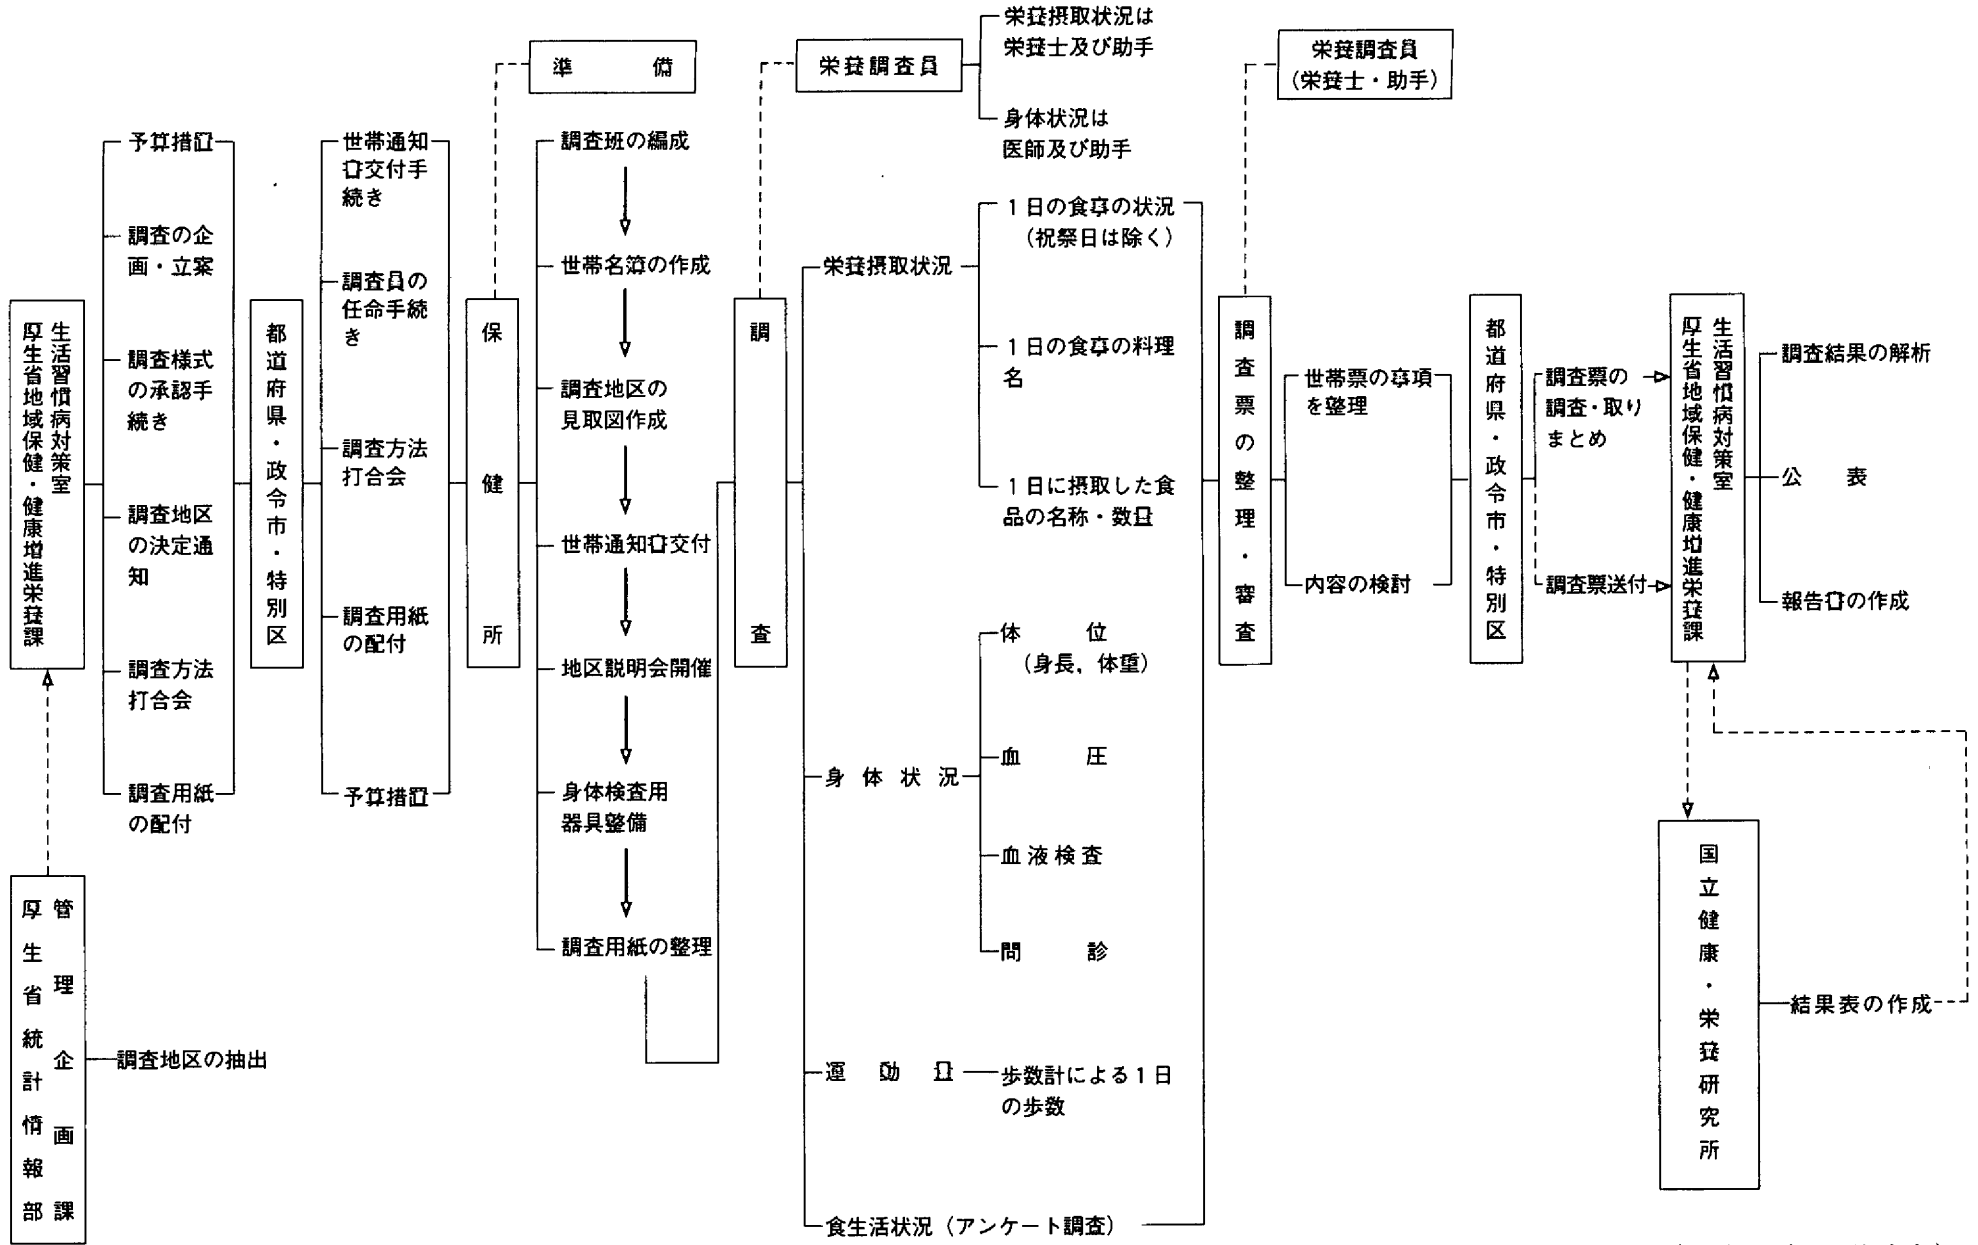 厚生省地域保健・健康増進栄養課
生活習慣病対策室
厚生省統計情報部
管理企画課
調査地区の抽出
予算措置
調査の企
画・立案
調査様式
の承認手
続き
調査地区
の決定通
知
調査方法
打合会
調査用紙
の配付
都道府県・政令市・特別区
世帯通知
書交付手
続き
調査員の
任命手続
き
調査方法
打合会
調査用紙
の配付
予算措置
保健所
準備
調査班の編成
世帯名簿の作成
調査地区の
見取図作成
世帯通知書交付
地区説明会開催
身体検査用
器具整備
調査用紙の整理
調査
栄養調査員
栄養摂取状況は
栄養士及び助手
身体状況は
医師及び助手
栄養摂取状況
1日の食事の状況
(祝祭日は除く)
1日の食事の料理
名
1日に摂取した食
品の名称・数量
身体状況
体位
(身長,体重)
血圧
血液検査
問診
運動量
歩数計による1日
の歩数
食生活状況(アンケート調査)
調査票の整理・審査
栄養調査員
(栄養士・助手)
世帯票の事項
を整理
内容の検討
都道府県・政令市・特別区
調査票の
調査・取り
まとめ
調査票送付
厚生省地域保健・健康増進栄養課
生活習慣病対策室
調査結果の解析
公表
報告書の作成
国立健康・栄養研究所
結果表の作成